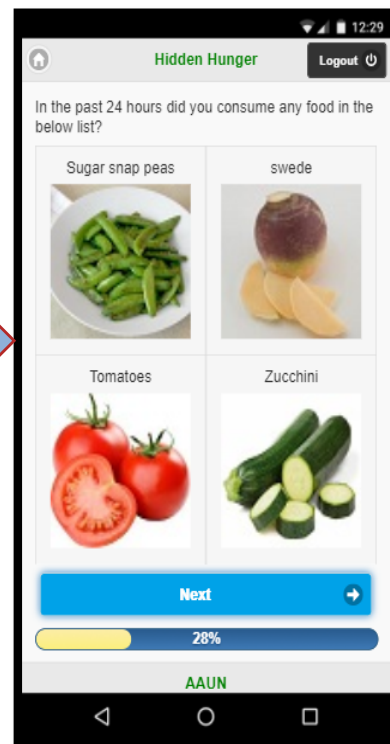 12:29
Hidden Hunger
Logout
In the past 24 hours did you consume any food in the
below list?
Sugar snap peas
swede
Tomatoes
Zucchini
Next
28%
AAUN